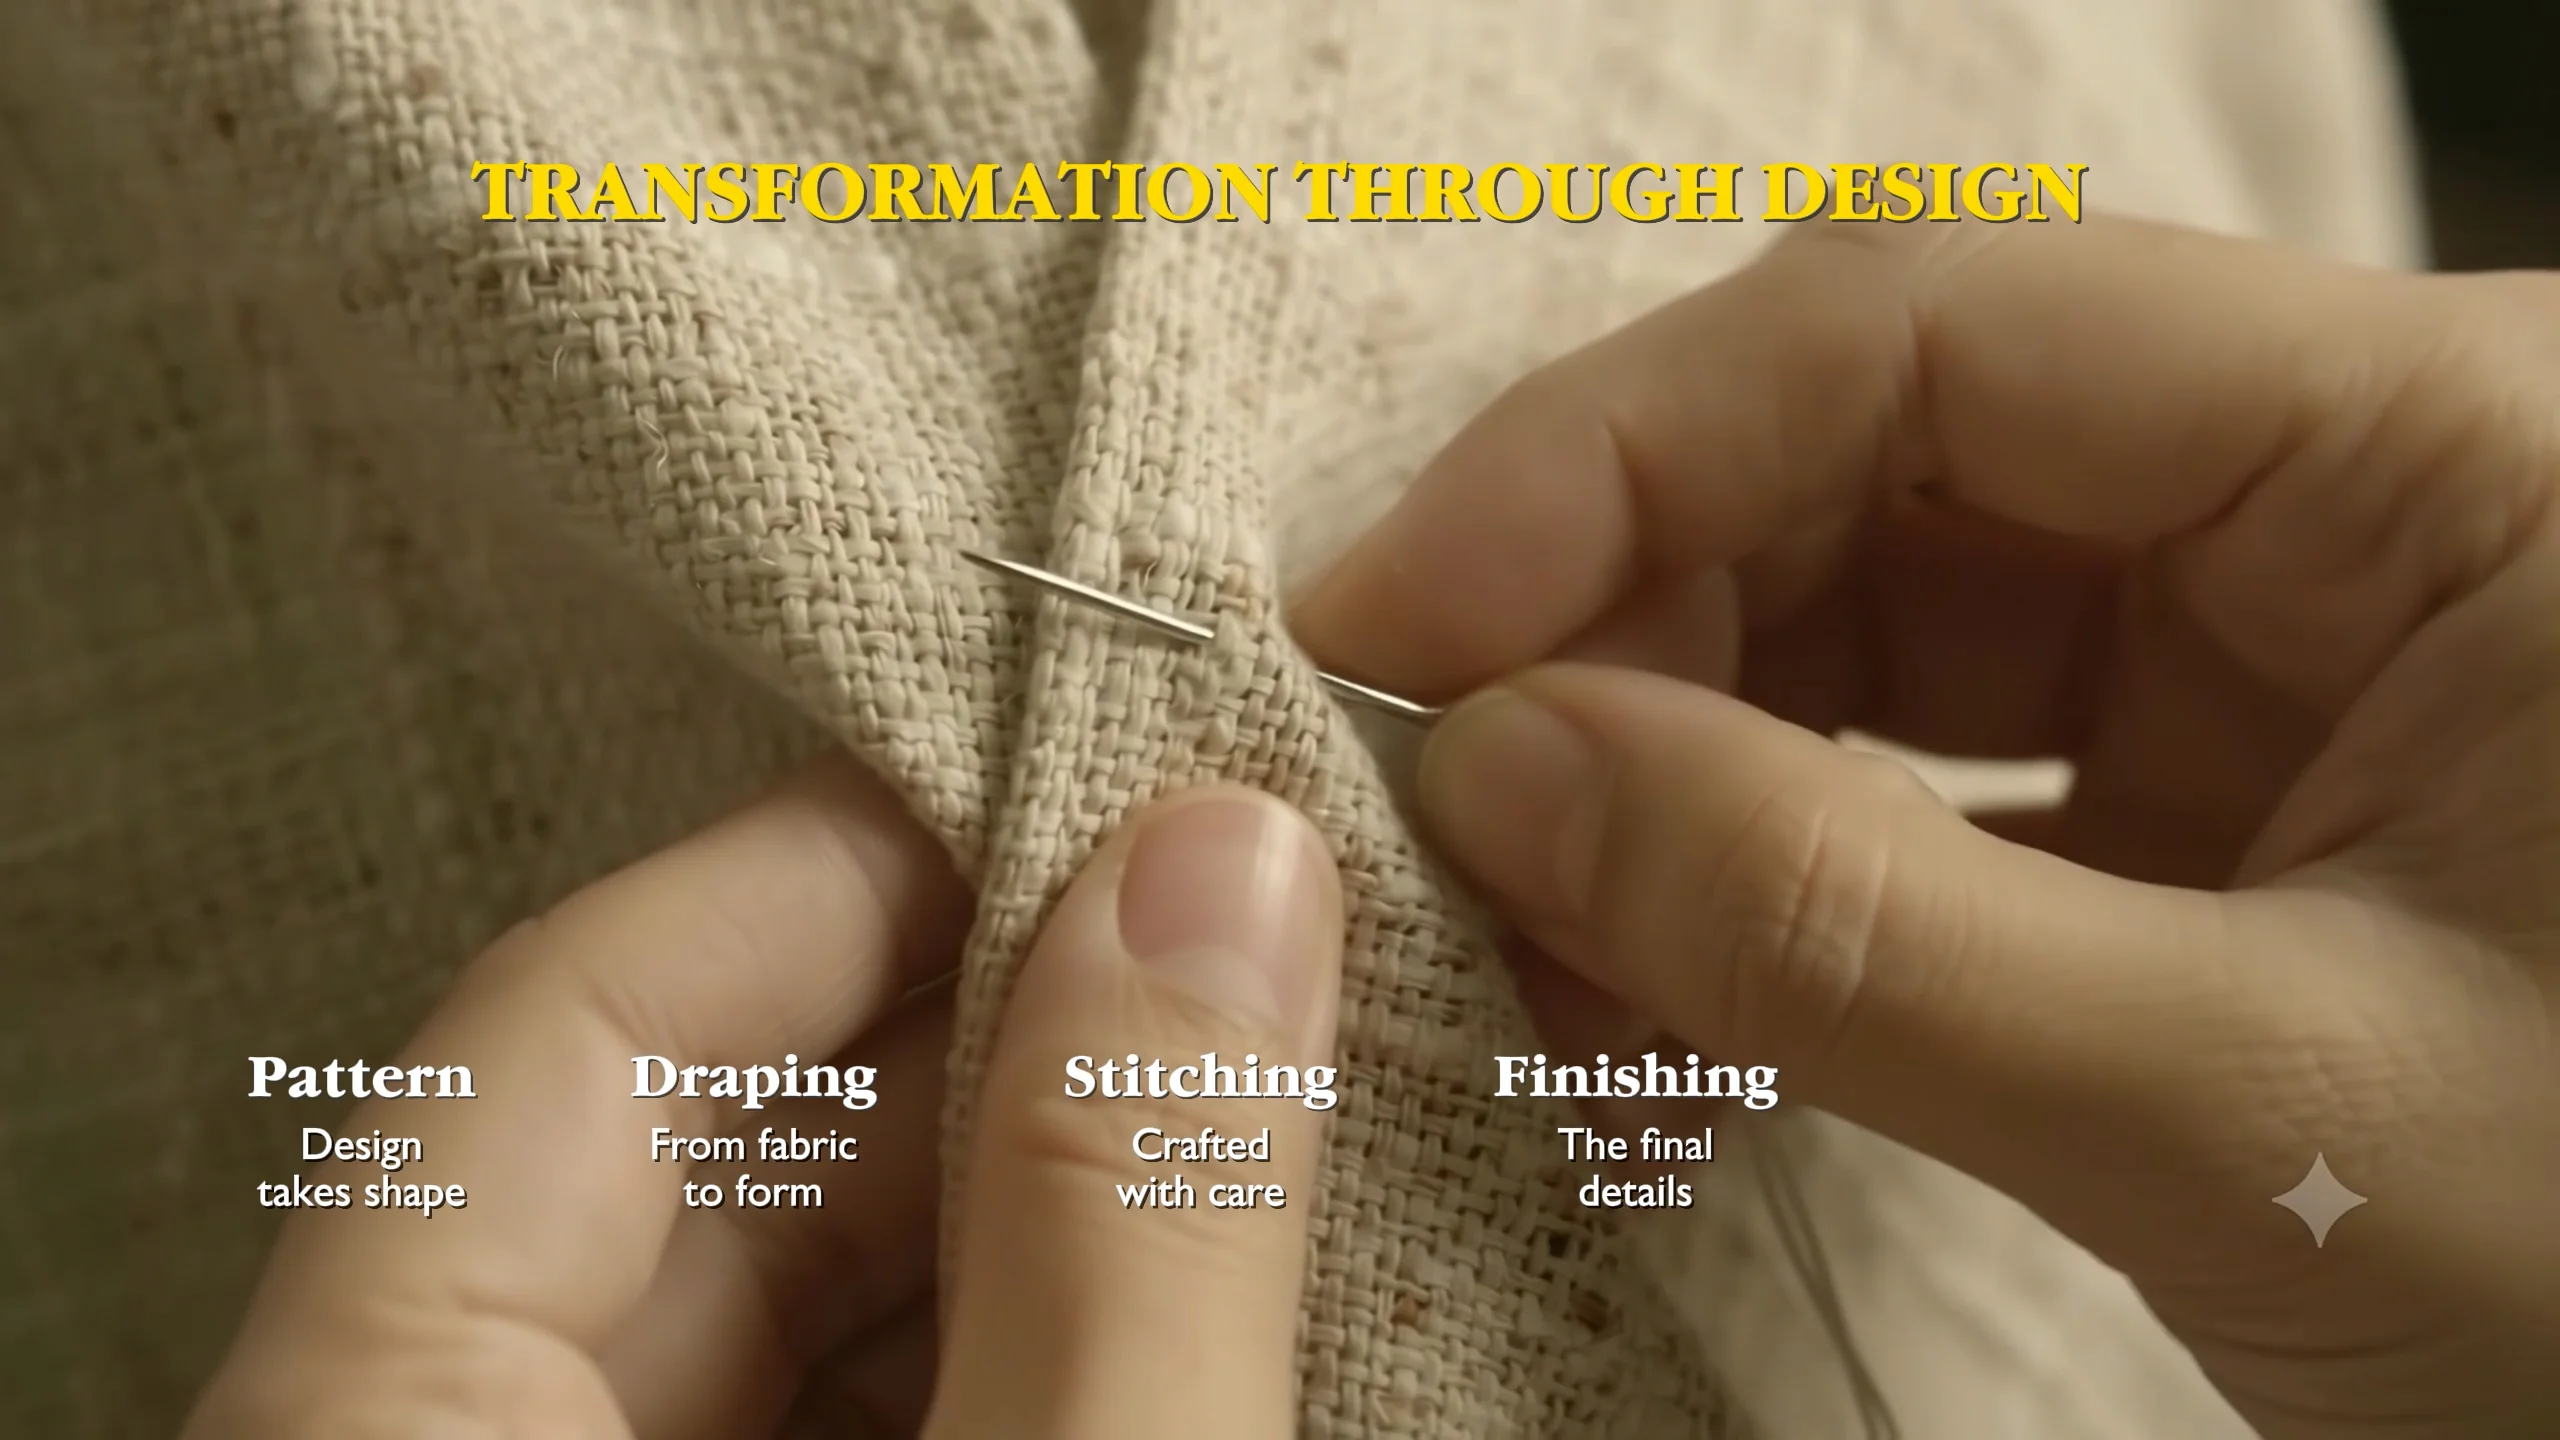 TRANSFORMATION THROUGH DESIGN
Pattern
Design
takes shape
Draping
From fabric
to form
Stitching
Crafted
with care
Finishing
The final
details